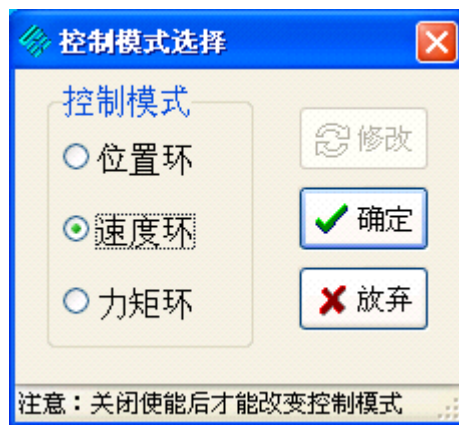 控制模式选择
控制模式
位置环
速度环
力矩环
修改
确定
放弃
注意：关闭使能后才能改变控制模式